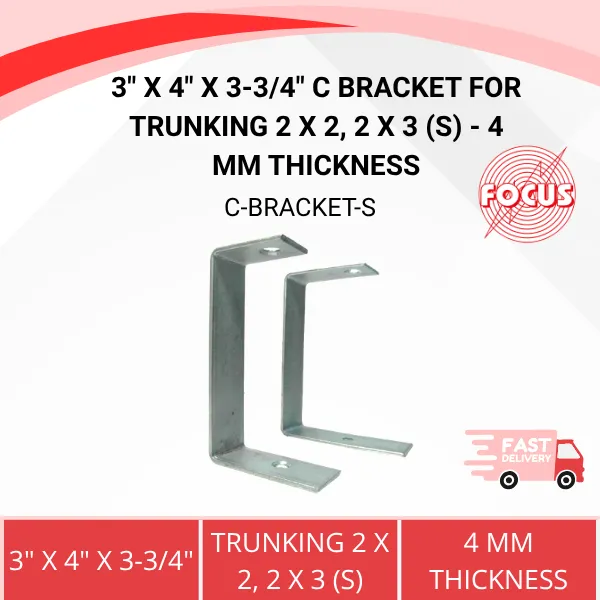 3" X 4" X 3-3/4" C BRACKET FOR
TRUNKING 2 X 2, 2 X 3 (S) - 4
MM THICKNESS
C-BRACKET-S
FOCUS
FAST
DELIVERY
3" X 4" X 3-3/4"
TRUNKING 2 X
2, 2 X 3 (S)
4 MM
THICKNESS